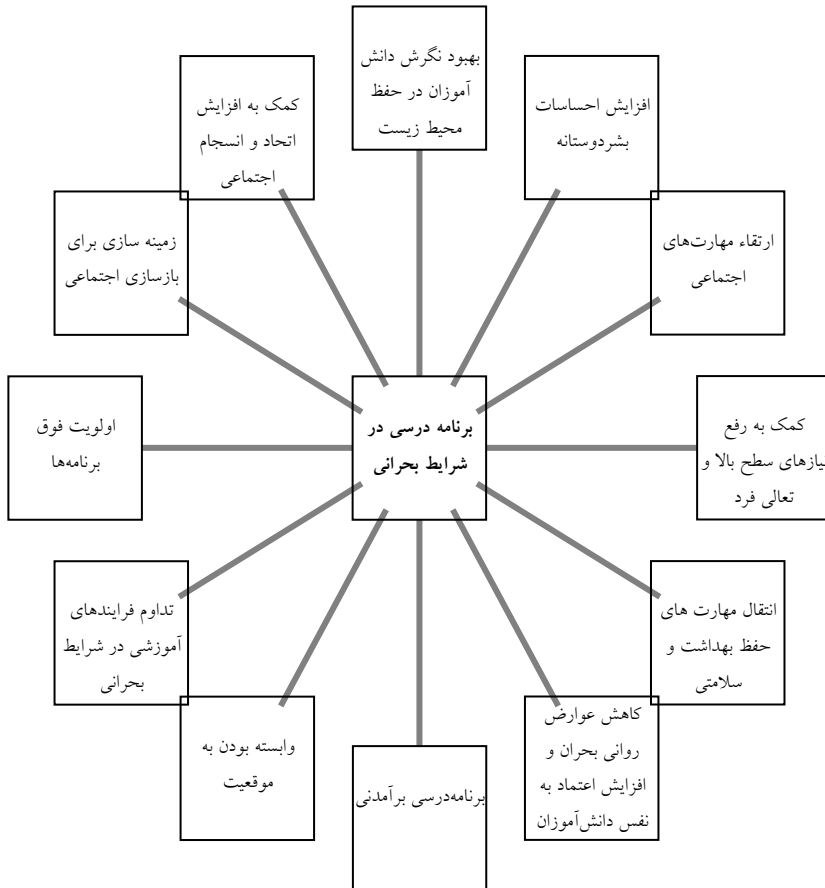 بهبود نگرش دانش
آموزان در حفظ
محیط زیست
افزایش احساسات
بشردوستانه
ارتقاء مهارت‌های
اجتماعی
کمک به رفع
نیازهای سطح بالا و
تعالی فرد
انتقال مهارت های
حفظ بهداشت و
سلامتی
کاهش عوارض
روانی بحران و
افزایش اعتماد به
نفس دانش‌آموزان
برنامه‌درسی برآمدنی
وابسته بودن به
موقعیت
تداوم فرایندهای
آموزشی در شرایط
بحرانی
اولویت فوق
برنامه‌ها
زمینه سازی برای
بازسازی اجتماعی
کمک به افزایش
اتحاد و انسجام
اجتماعی
برنامه درسی در
شرایط بحرانی